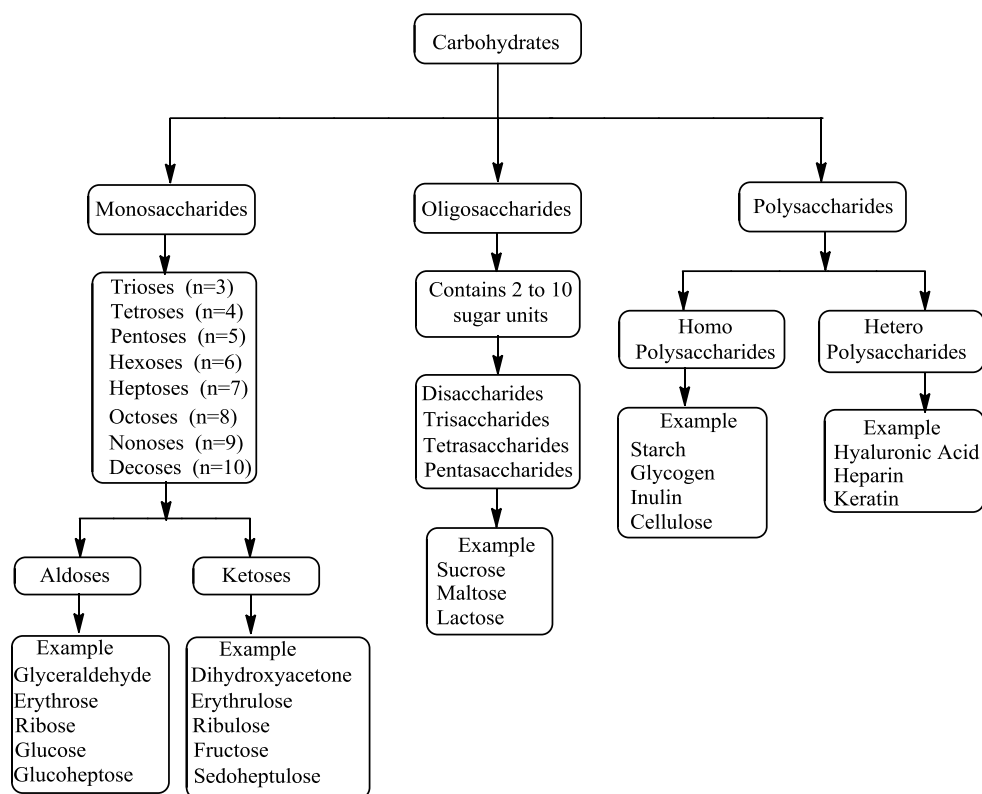 Carbohydrates
Monosaccharides
Oligosaccharides
Polysaccharides
Trioses (n=3)
Tetroses (n=4)
Pentoses (n=5)
Hexoses (n=6)
Heptoses (n=7)
Octoses (n=8)
Nonoses (n=9)
Decoses (n=10)
Contains 2 to 10
sugar units
Homo
Polysaccharides
Hetero
Polysaccharides
Disaccharides
Trisaccharides
Tetrasaccharides
Pentasaccharides
Example
Starch
Glycogen
Inulin
Cellulose
Example
Hyaluronic Acid
Heparin
Keratin
Aldoses
Ketoses
Example
Sucrose
Maltose
Lactose
Example
Glyceraldehyde
Erythrose
Ribose
Glucose
Glucoheptose
Example
Dihydroxyacetone
Erythrulose
Ribulose
Fructose
Sedoheptulose